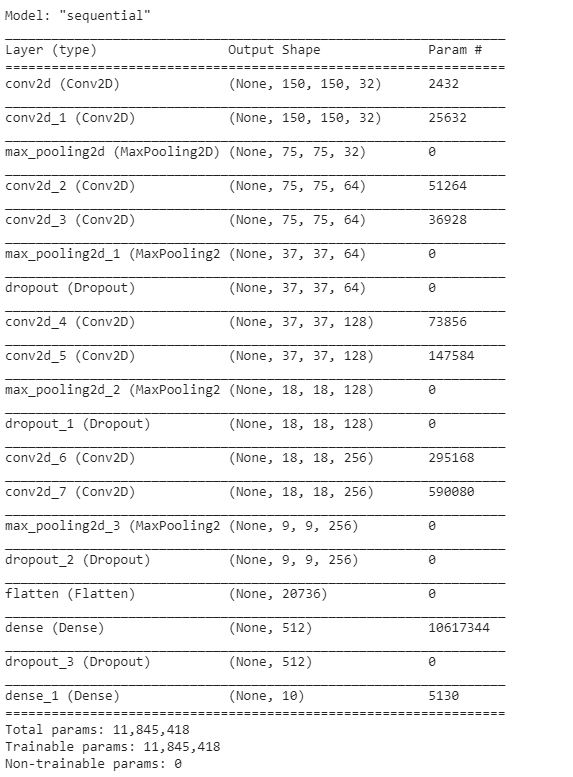 Model: "sequential"
Layer (type) Output Shape Param #
conv2d (Conv2D) (None, 150, 150, 32) 2432
conv2d_1 (Conv2D) (None, 150, 150, 32) 25632
max_pooling2d (MaxPooling2D) (None, 75, 75, 32) 0
conv2d_2 (Conv2D) (None, 75, 75, 64) 51264
conv2d_3 (Conv2D) (None, 75, 75, 64) 36928
max_pooling2d_1 (MaxPooling2 (None, 37, 37, 64) 0
dropout (Dropout) (None, 37, 37, 64) 0
conv2d_4 (Conv2D) (None, 37, 37, 128) 73856
conv2d_5 (Conv2D) (None, 37, 37, 128) 147584
max_pooling2d_2 (MaxPooling2 (None, 18, 18, 128) 0
dropout_1 (Dropout) (None, 18, 18, 128) 0
conv2d_6 (Conv2D) (None, 18, 18, 256) 295168
conv2d_7 (Conv2D) (None, 18, 18, 256) 590080
max_pooling2d_3 (MaxPooling2 (None, 9, 9, 256) 0
dropout_2 (Dropout) (None, 9, 9, 256) 0
flatten (Flatten) (None, 20736) 0
dense (Dense) (None, 512) 10617344
dropout_3 (Dropout) (None, 512) 0
dense_1 (Dense) (None, 10) 5130
Total params: 11,845,418
Trainable params: 11,845,418
Non-trainable params: 0